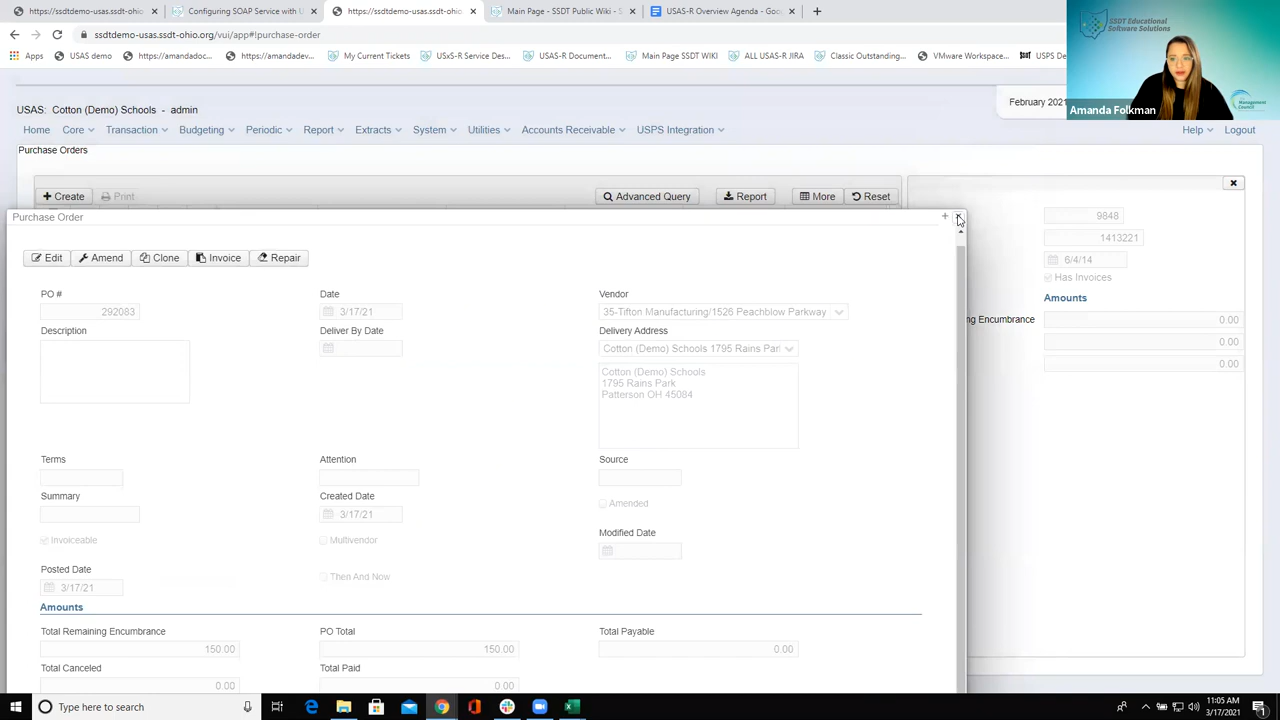 https://ssdtdemo-usas.ssdt-ohio.org
Configuring SOAP Service with U
https://ssdtdemo-usas.ssdt-ohio.org
Main Page - SSDT Public Wiki -
USAS-R Overview Agenda - Goo
ssdtdemo-usas.ssdt-ohio.org/vui/app#!purchase-order
Apps
USAS demo
https://amandadoc...
https://amandadev...
My Current Tickets
USxS-R Service Des...
USAS-R Document...
Main Page SSDT WIKI
ALL USAS-R JIRA
Classic Outstanding...
VMware Workspace...
USPS De
SSDT Educational
Software Solutions
Management
Council
Amanda Folkman
USAS: Cotton (Demo) Schools - admin
February 2021
Home Core Transaction Budgeting Periodic Report Extracts System Utilities Accounts Receivable USPS Integration Help Logout
Purchase Orders
Create Print Advanced Query Report More Reset
Purchase Order
9848
1413221
6/4/14
Has Invoices
Amounts
ng Encumbrance 0.00
0.00
0.00
Edit Amend Clone Invoice Repair
PO # Date Vendor
292083 3/17/21 35-Tifton Manufacturing/1526 Peachblow Parkway
Description Deliver By Date Delivery Address
Cotton (Demo) Schools 1795 Rains Par
Cotton (Demo) Schools
1795 Rains Park
Patterson OH 45084
Terms Attention Source
Summary Created Date Amended
3/17/21
Modified Date
Invoiceable Multivendor
Posted Date Then And Now
3/17/21
Amounts
Total Remaining Encumbrance PO Total Total Payable
150.00 150.00 0.00
Total Canceled Total Paid
0.00 0.00
Type here to search
11:05 AM
3/17/2021
1